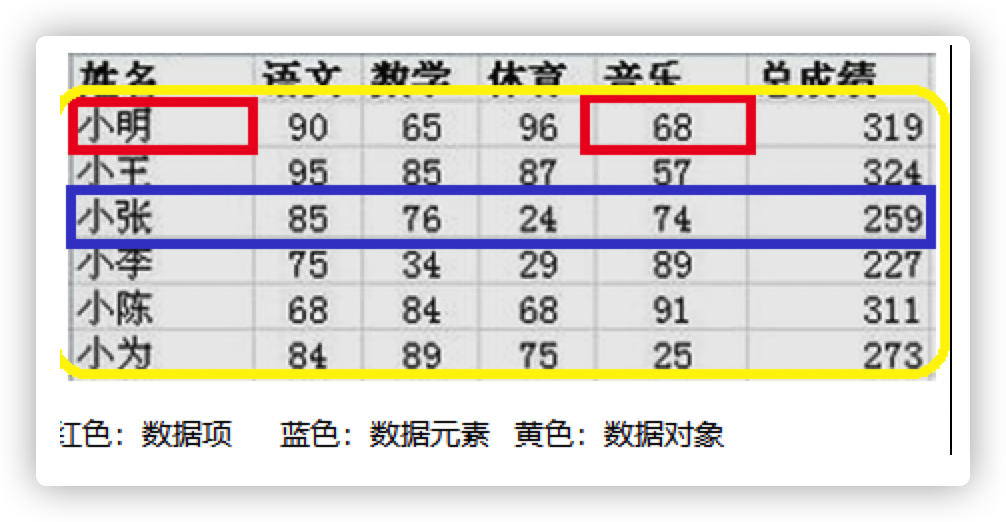 姓名 语文 数学 体育 音乐 总成绩
小明 90 65 96 68 319
小王 95 85 87 57 324
小张 85 76 24 74 259
小李 75 34 29 89 227
小陈 68 84 68 91 311
小为 84 89 75 25 273
红色：数据项 蓝色：数据元素 黄色：数据对象